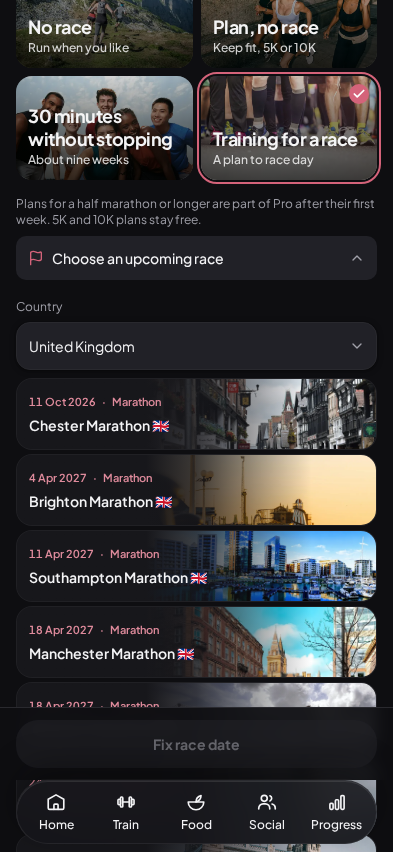 No race
Run when you like
Plan, no race
Keep fit, 5K or 10K
30 minutes
without stopping
About nine weeks
Training for a race
A plan to race day
Plans for a half marathon or longer are part of Pro after their first
week. 5K and 10K plans stay free.
Choose an upcoming race
Country
United Kingdom
11 Oct 2026 · Marathon
Chester Marathon 🇬🇧
4 Apr 2027 · Marathon
Brighton Marathon 🇬🇧
11 Apr 2027 · Marathon
Southampton Marathon 🇬🇧
18 Apr 2027 · Marathon
Manchester Marathon 🇬🇧
18 Apr 2027 · Marathon
Fix race date
Home
Train
Food
Social
Progress